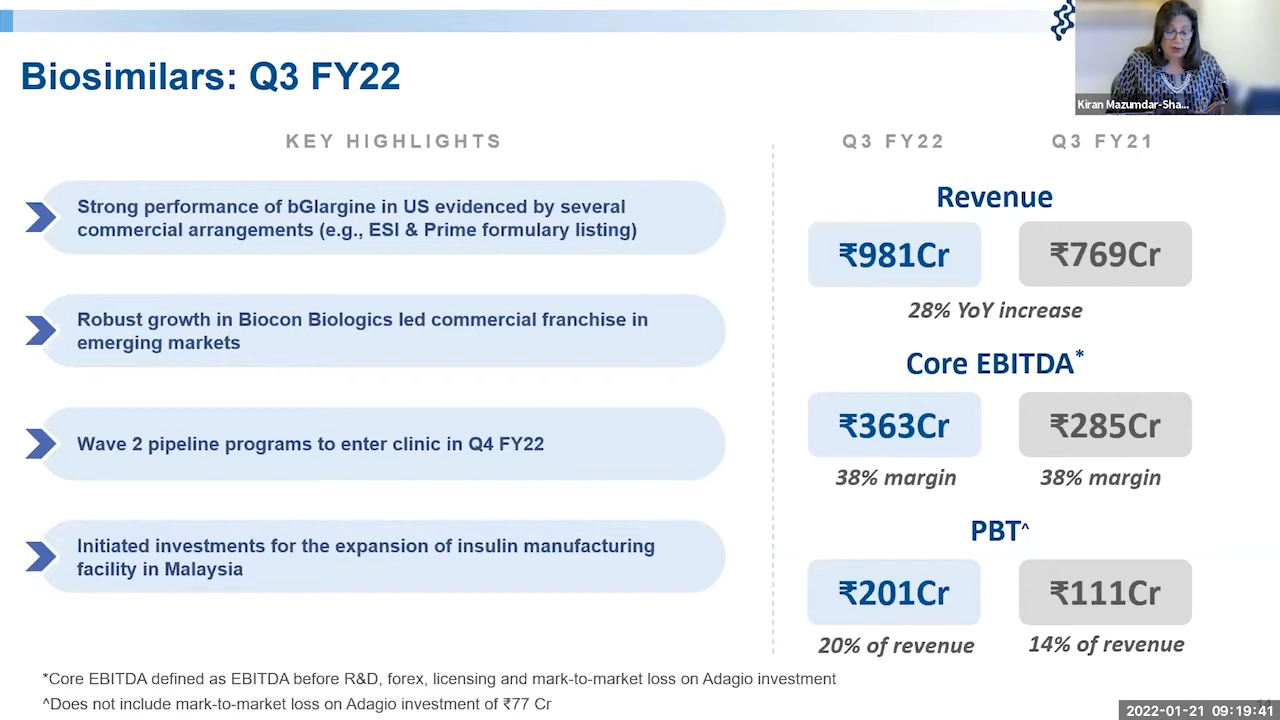 Biosimilars: Q3 FY22
Kiran Mazumdar-Sha...
KEY HIGHLIGHTS
Strong performance of bGlargine in US evidenced by several
commercial arrangements (e.g., ESI & Prime formulary listing)
Robust growth in Biocon Biologics led commercial franchise in
emerging markets
Wave 2 pipeline programs to enter clinic in Q4 FY22
Initiated investments for the expansion of insulin manufacturing
facility in Malaysia
Q3 FY22 Q3 FY21
Revenue
₹981Cr ₹769Cr
28% YoY increase
Core EBITDA*
₹363Cr ₹285Cr
38% margin 38% margin
PBT^
₹201Cr ₹111Cr
20% of revenue 14% of revenue
*Core EBITDA defined as EBITDA before R&D, forex, licensing and mark-to-market loss on Adagio investment
^Does not include mark-to-market loss on Adagio investment of ₹77 Cr
2022-01-21 09:19:41